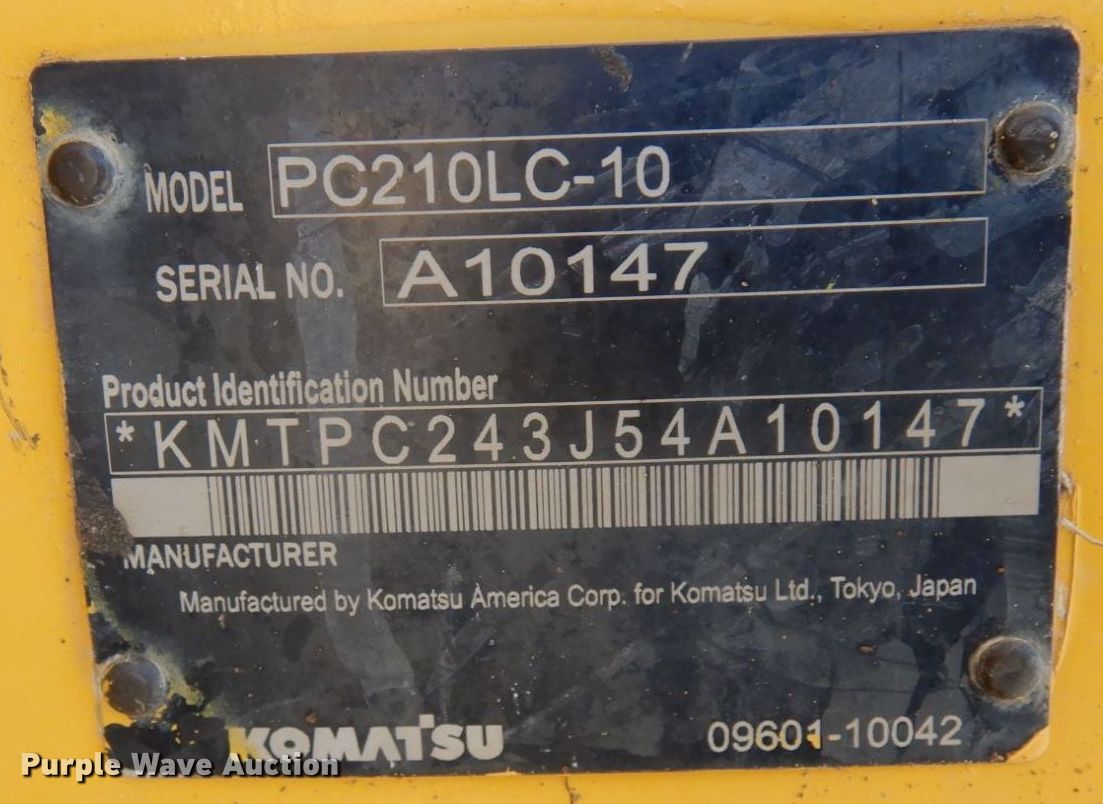 MODEL PC210LC-10
SERIAL NO. A10147
Product Identification Number
*KMTPC243J54A10147*
MANUFACTURER
Manufactured by Komatsu America Corp. for Komatsu Ltd., Tokyo, Japan
KOMATSU 09601-10042
Purple Wave Auction